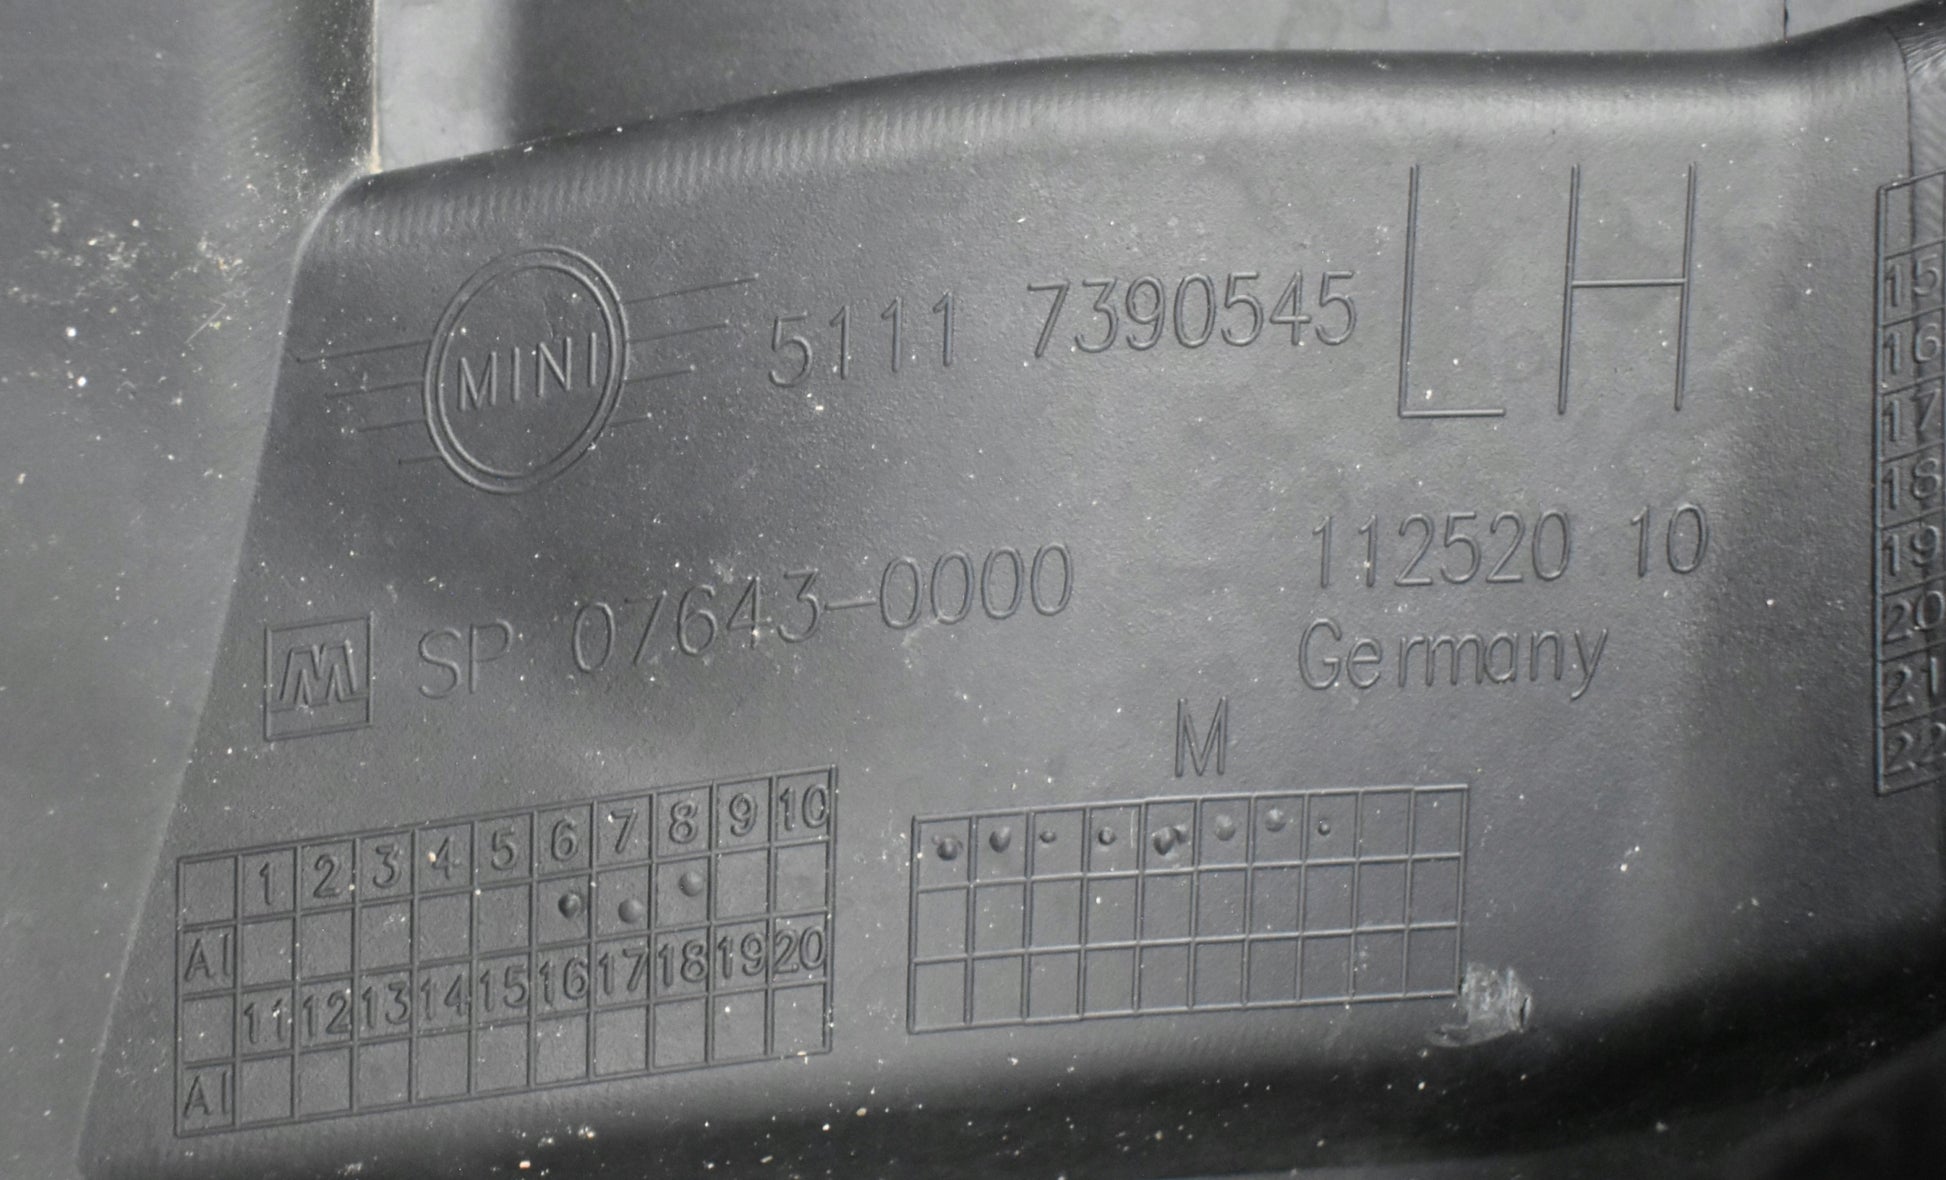 MINI 5111 7390545 LH
SP 07643-0000 112520 10
Germany
M
1 2 3 4 5 6 7 8 9 10
AI
11 12 13 14 15 16 17 18 19 20
AI
15
16
17
18
19
20
21
22